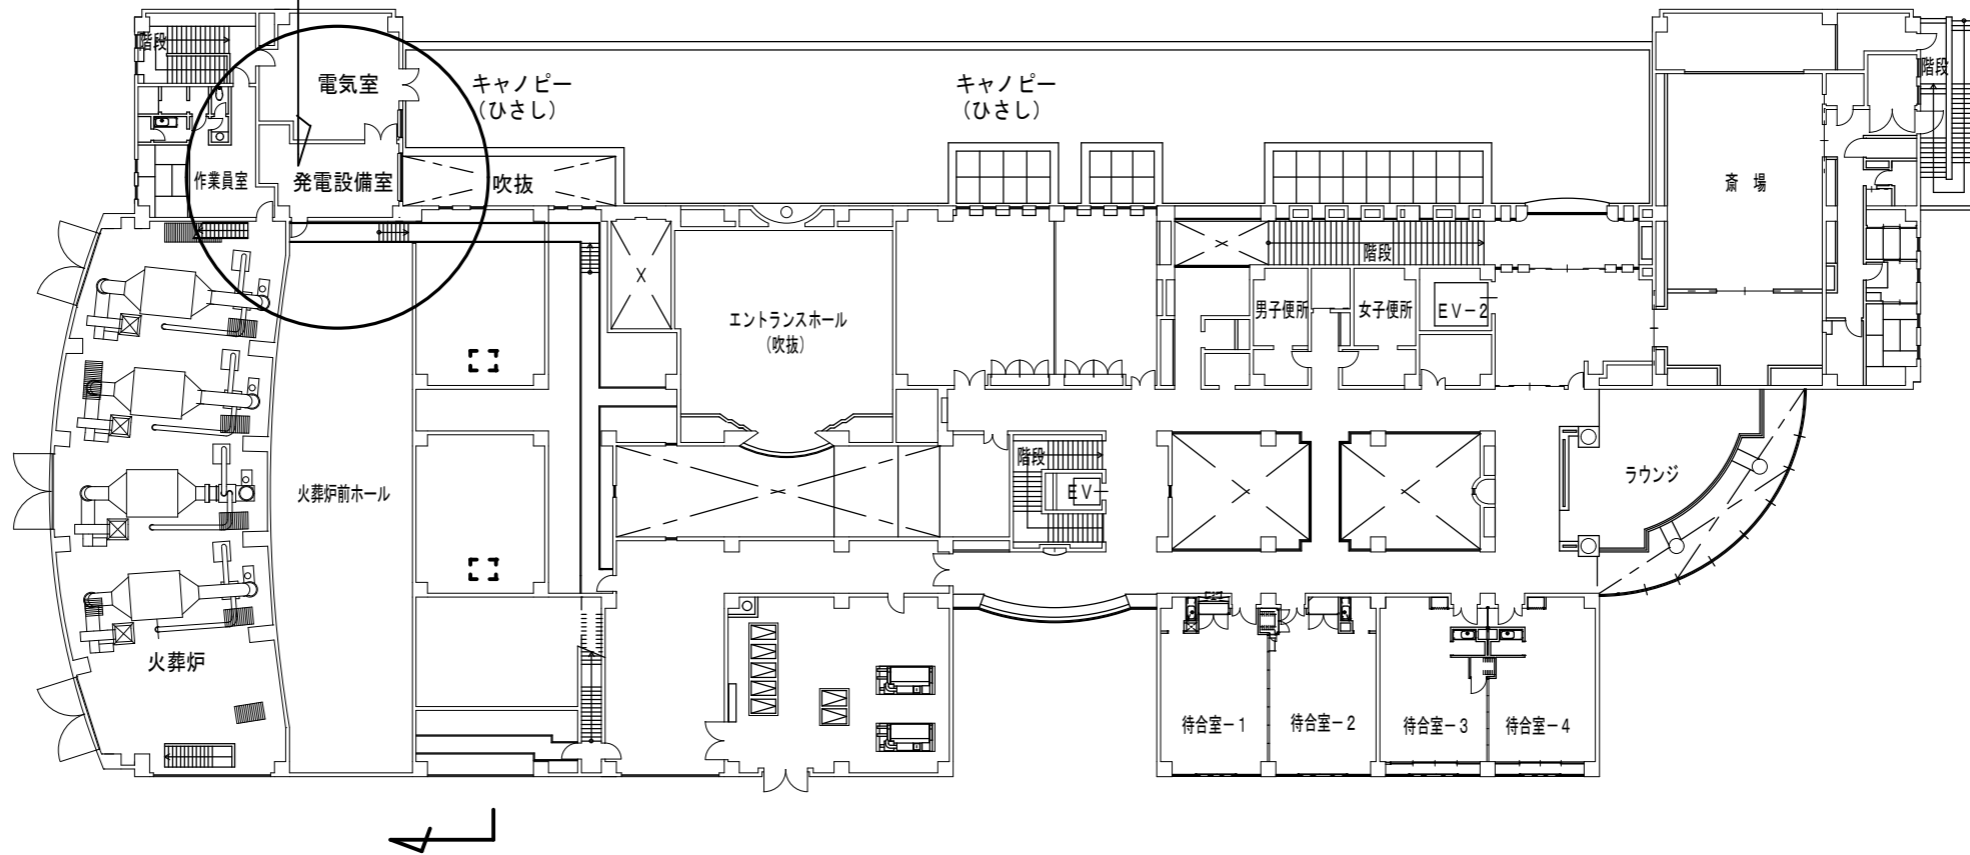 階段
電気室
キャノピー
（ひさし）
キャノピー
（ひさし）
階段
作業員室
発電設備室
吹抜
斎 場
階段
エントランスホール
（吹抜）
男子便所
女子便所
EV－2
階段
EV
火葬炉前ホール
ラウンジ
火葬炉
待合室－1
待合室－2
待合室－3
待合室－4